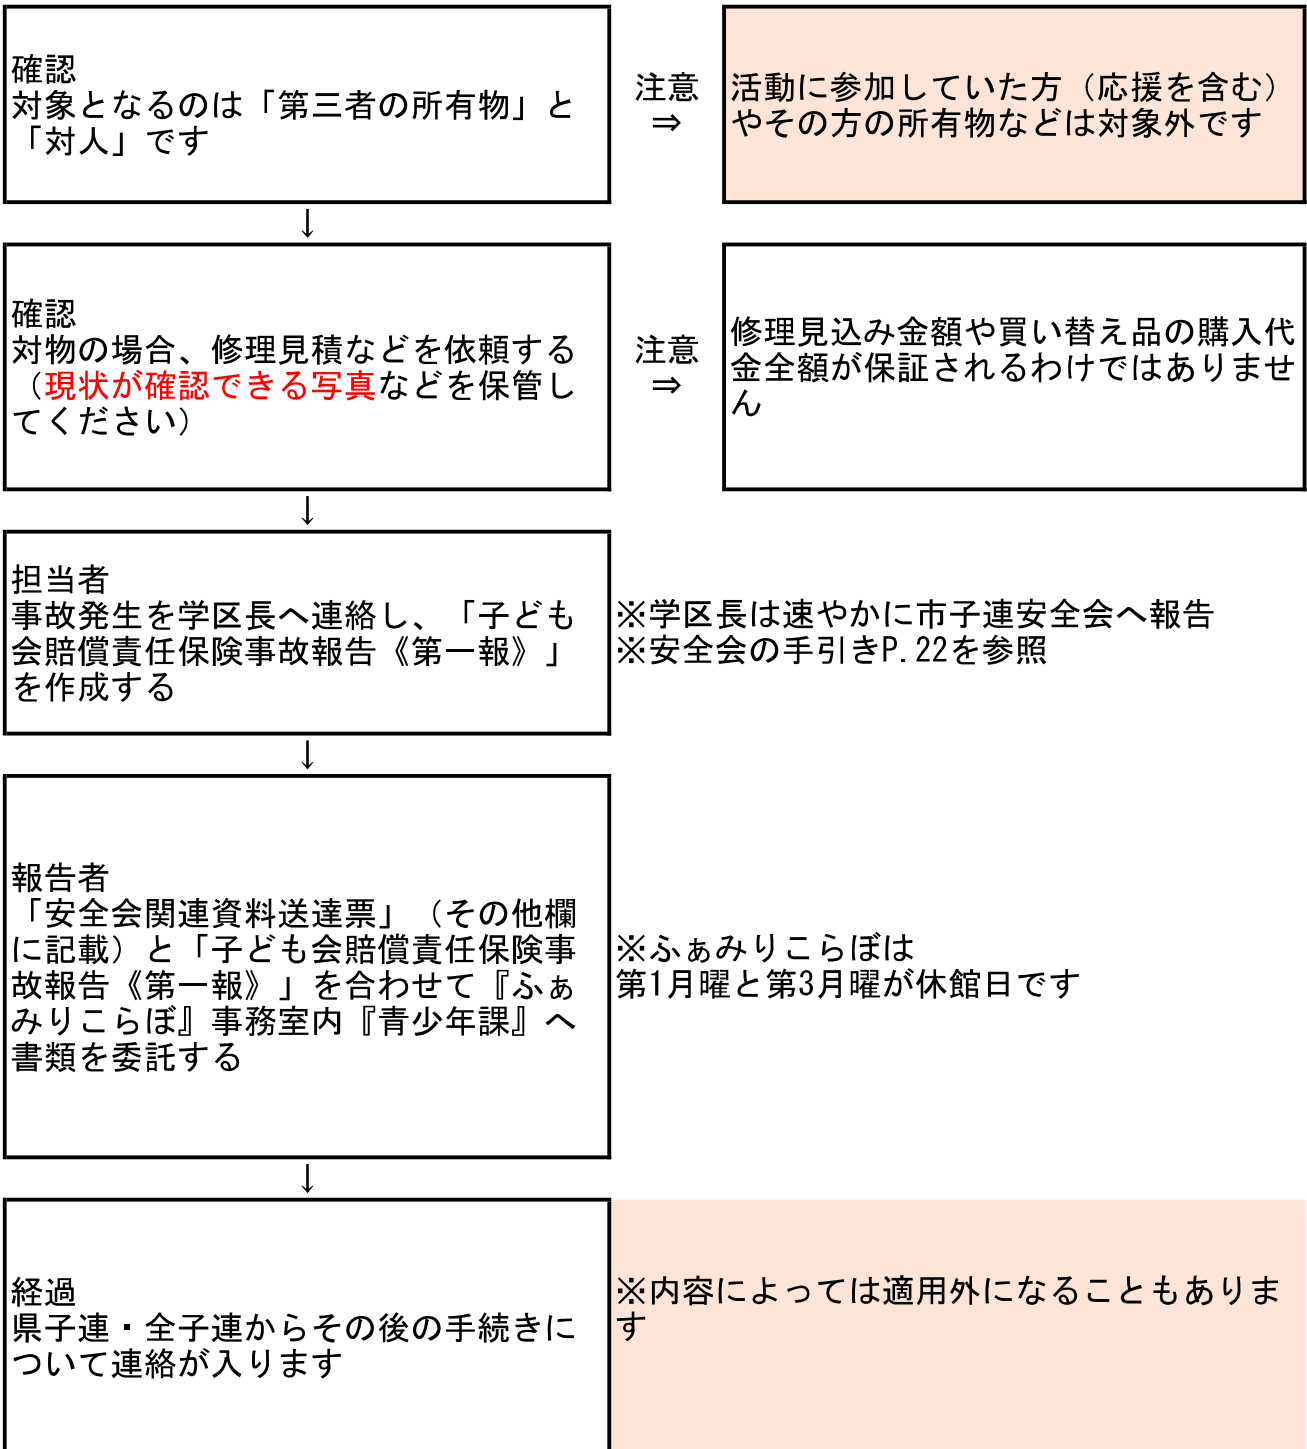 確認
対象となるのは「第三者の所有物」と
「対人」です
注意
⇒
活動に参加していた方（応援を含む）
やその方の所有物などは対象外です
↓
確認
対物の場合、修理見積などを依頼する
（現状が確認できる写真などを保管し
てください）
注意
⇒
修理見込み金額や買い替え品の購入代
金全額が保証されるわけではありませ
ん
↓
担当者
事故発生を学区長へ連絡し、「子ども
会賠償責任保険事故報告《第一報》」
を作成する
※学区長は速やかに市子連安全会へ報告
※安全会の手引きP.22を参照
↓
報告者
「安全会関連資料送達票」（その他欄
に記載）と「子ども会賠償責任保険事
故報告《第一報》」を合わせて『ふぁ
みりこらぼ』事務室内『青少年課』へ
書類を委託する
※ふぁみりこらぼは
第1月曜と第3月曜が休館日です
↓
経過
県子連・全子連からその後の手続きに
ついて連絡が入ります
※内容によっては適用外になることもありま
す